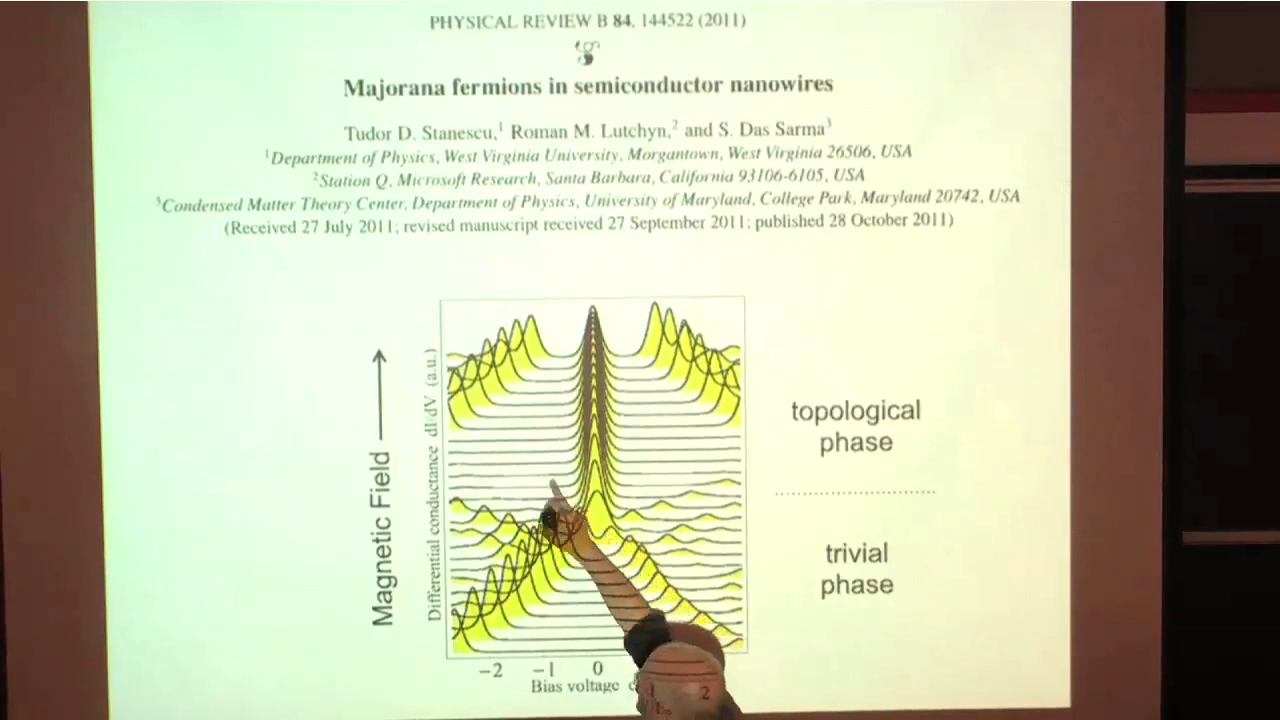 PHYSICAL REVIEW B 84, 144522 (2011)
Majorana fermions in semiconductor nanowires
Tudor D. Stanescu,1 Roman M. Lutchyn,2 and S. Das Sarma3
1Department of Physics, West Virginia University, Morgantown, West Virginia 26506, USA
2Station Q, Microsoft Research, Santa Barbara, California 93106-6105, USA
3Condensed Matter Theory Center, Department of Physics, University of Maryland, College Park, Maryland 20742, USA
(Received 27 July 2011; revised manuscript received 27 September 2011; published 28 October 2011)
Magnetic Field
Differential conductance dI/dV (a.u.)
topological
phase
trivial
phase
−2 −1 0 1 2
Bias voltage